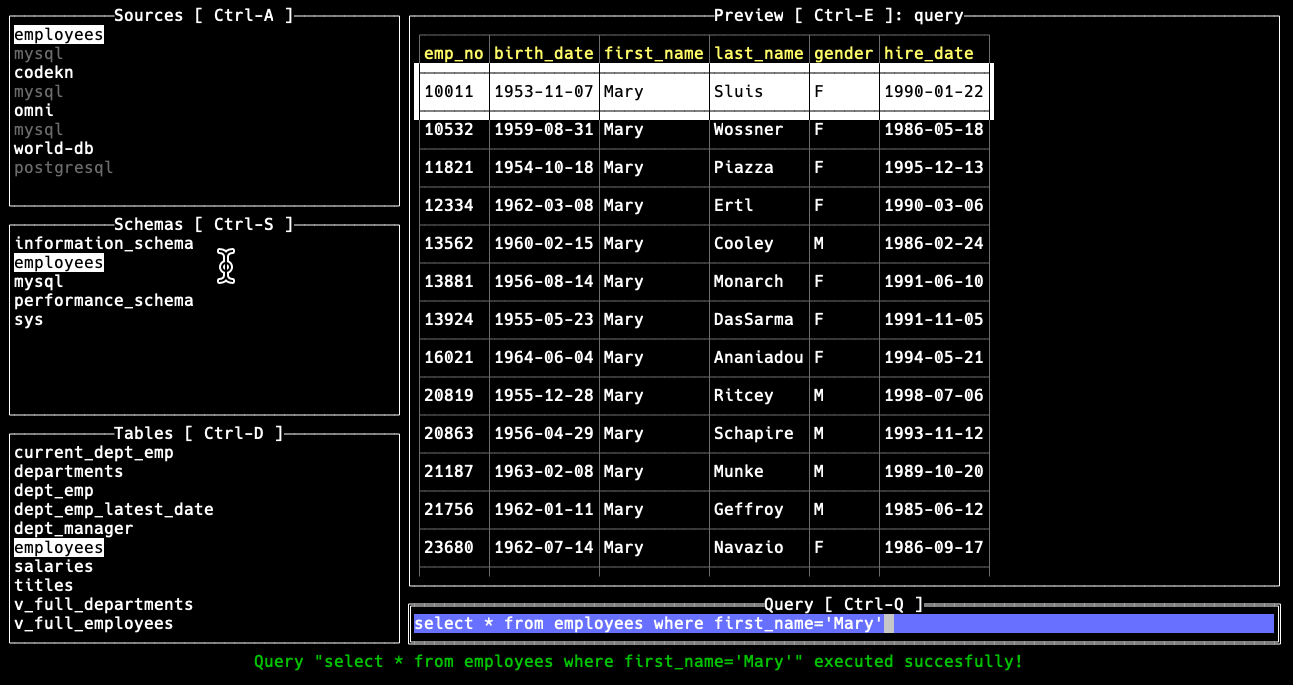 Sources [ Ctrl-A ]
employees
mysql
codekn
mysql
omni
mysql
world-db
postgresql
Schemas [ Ctrl-S ]
information_schema
employees
mysql
performance_schema
sys
Tables [ Ctrl-D ]
current_dept_emp
departments
dept_emp
dept_emp_latest_date
dept_manager
employees
salaries
titles
v_full_departments
v_full_employees
Preview [ Ctrl-E ]: query
emp_no birth_date first_name last_name gender hire_date
10011 1953-11-07 Mary Sluis F 1990-01-22
10532 1959-08-31 Mary Wossner F 1986-05-18
11821 1954-10-18 Mary Piazza F 1995-12-13
12334 1962-03-08 Mary Ertl F 1990-03-06
13562 1960-02-15 Mary Cooley M 1986-02-24
13881 1956-08-14 Mary Monarch F 1991-06-10
13924 1955-05-23 Mary DasSarma F 1991-11-05
16021 1964-06-04 Mary Ananiadou F 1994-05-21
20819 1955-12-28 Mary Ritcey M 1998-07-06
20863 1956-04-29 Mary Schapire M 1993-11-12
21187 1963-02-08 Mary Munke M 1989-10-20
21756 1962-01-11 Mary Geffroy M 1985-06-12
23680 1962-07-14 Mary Navazio F 1986-09-17
Query [ Ctrl-Q ]
select * from employees where first_name='Mary'
Query "select * from employees where first_name='Mary'" executed succesfully!